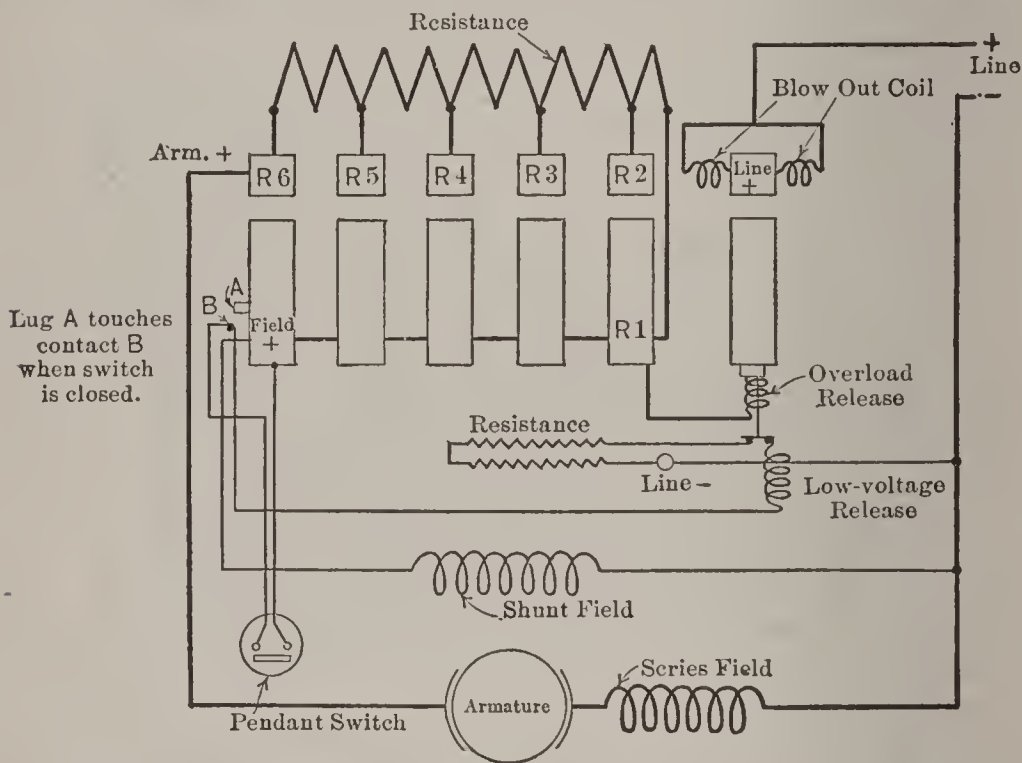 Resistance
+
Line
-
Blow Out Coil
Arm. +
R6
R5
R4
R3
R2
Line
+
A
B
Lug A touches
contact B
when switch
is closed.
Field
+
R1
Overload
Release
Resistance
Line -
Low-voltage
Release
Shunt Field
Series Field
Armature
Pendant Switch